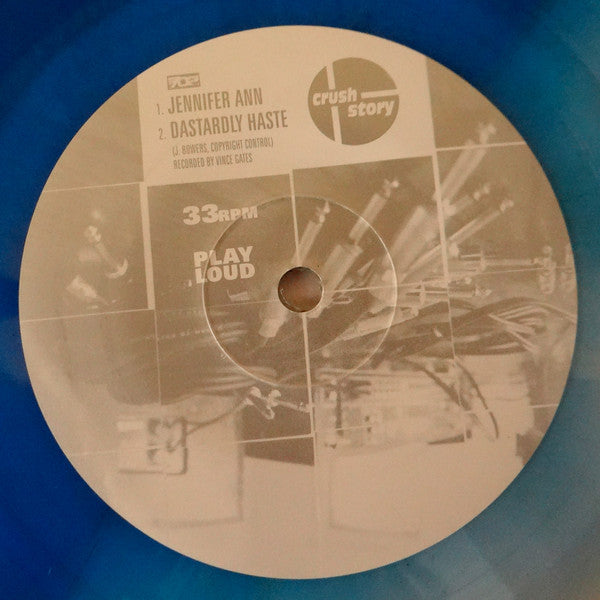 1. JENNIFER ANN
2. DASTARDLY HASTE
(J. BOWERS, COPYRIGHT CONTROL)
RECORDED BY VINCE GATES
crush
story
33RPM
PLAY
LOUD